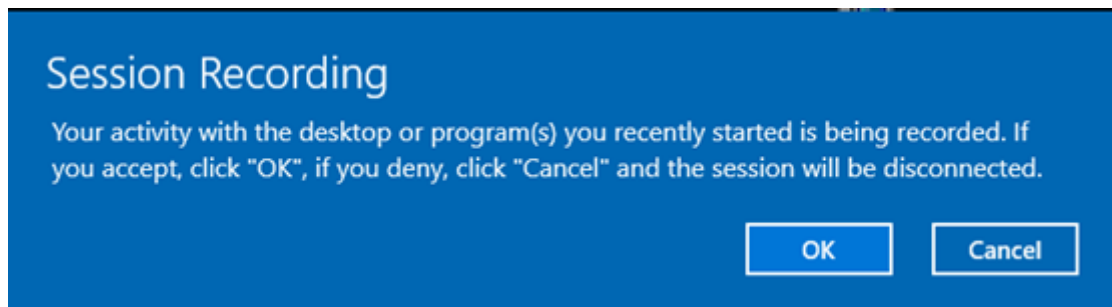 Session Recording
Your activity with the desktop or program(s) you recently started is being recorded. If
you accept, click "OK", if you deny, click "Cancel" and the session will be disconnected.
OK
Cancel